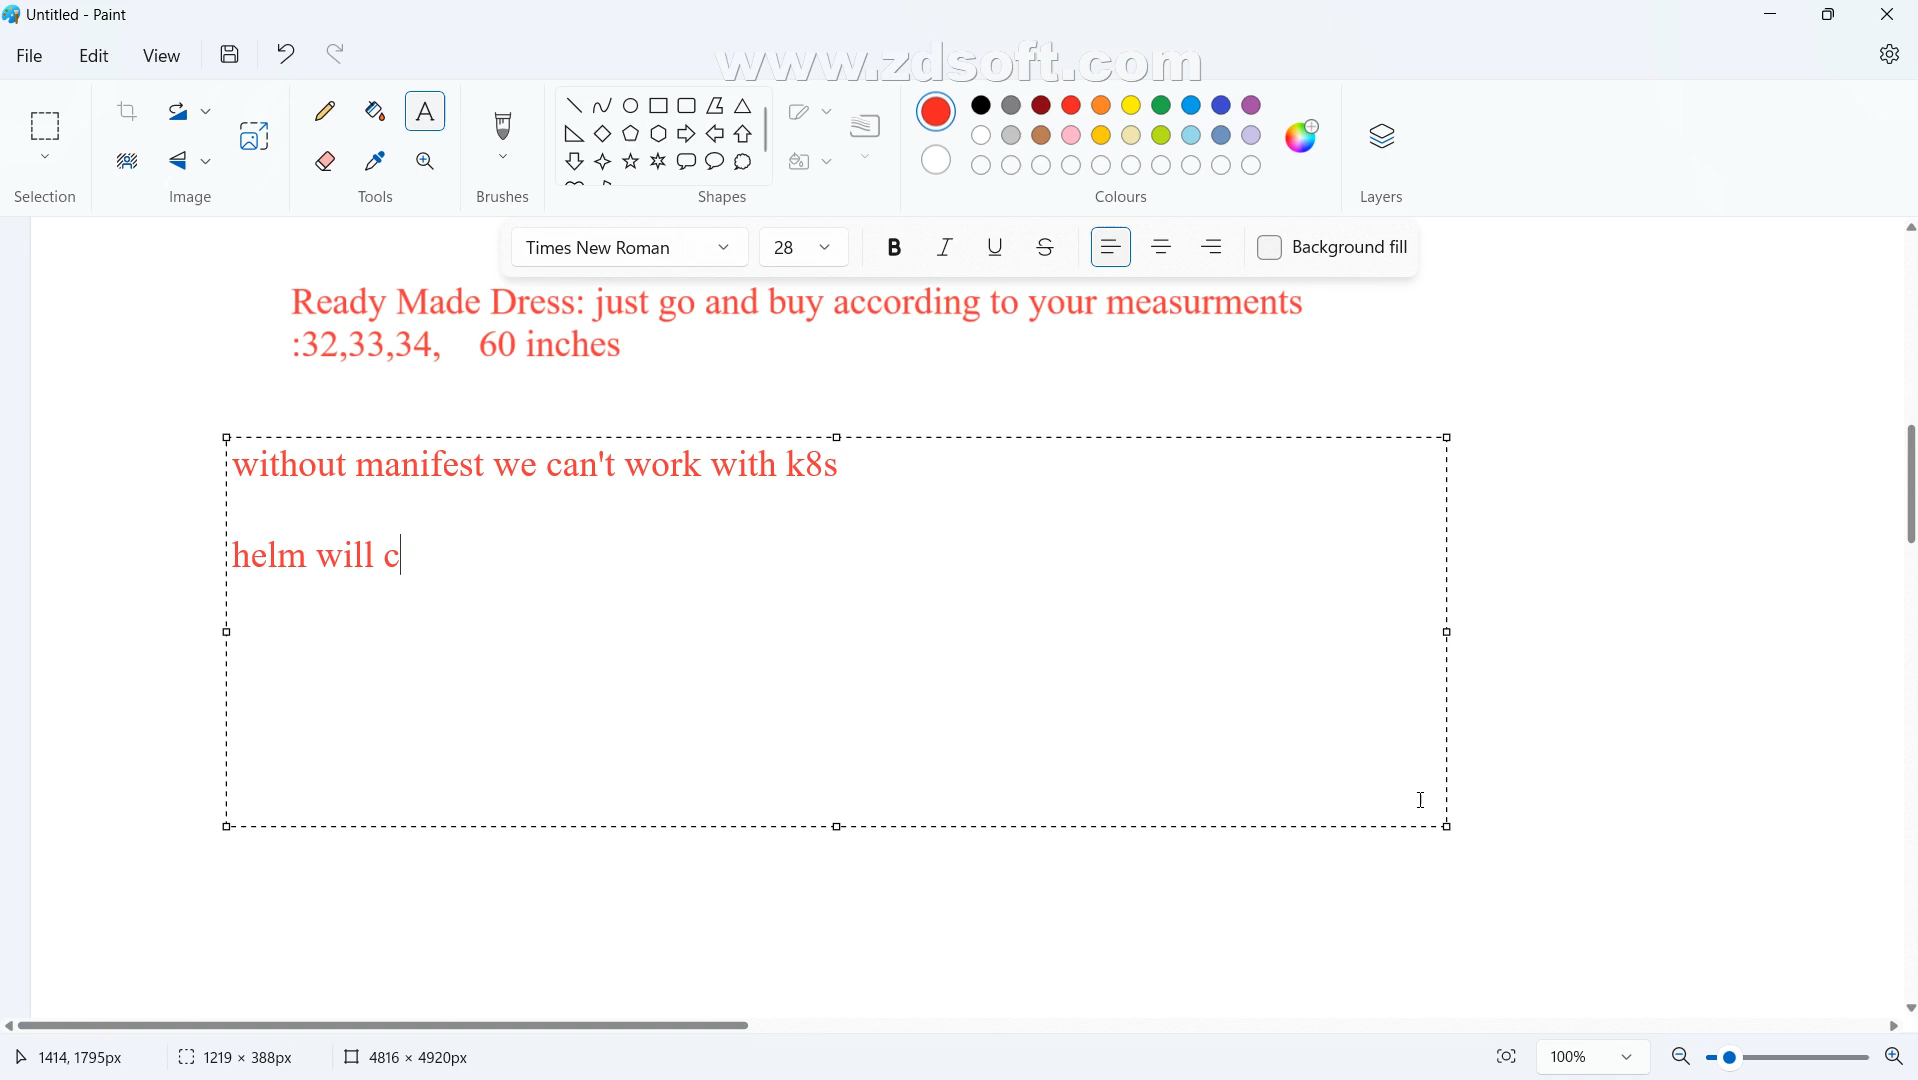 Untitled - Paint
File Edit View
www.zdsoft.com
Selection Image Tools Brushes Shapes Colours Layers
Times New Roman 28 B I U S Background fill
Ready Made Dress: just go and buy according to your measurments
:32,33,34, 60 inches
without manifest we can't work with k8s
helm will c
1414, 1795px 1219 × 388px 4816 × 4920px 100%